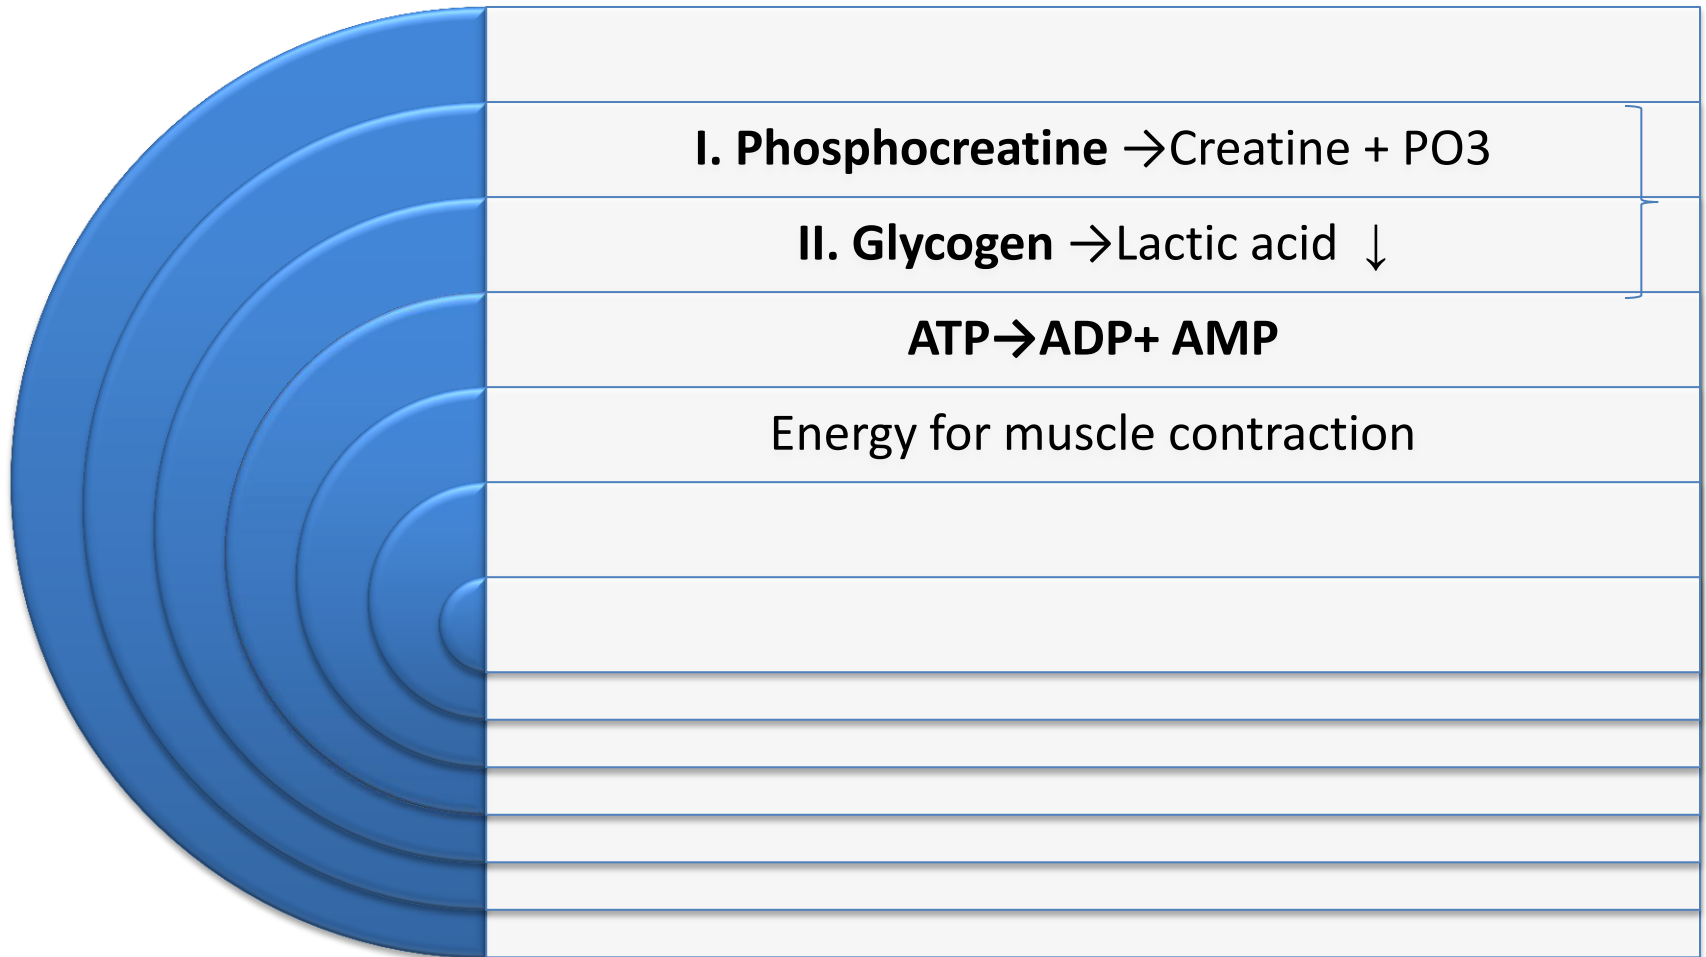 I. Phosphocreatine →Creatine + PO3
II. Glycogen →Lactic acid ↓
ATP→ADP+ AMP
Energy for muscle contraction